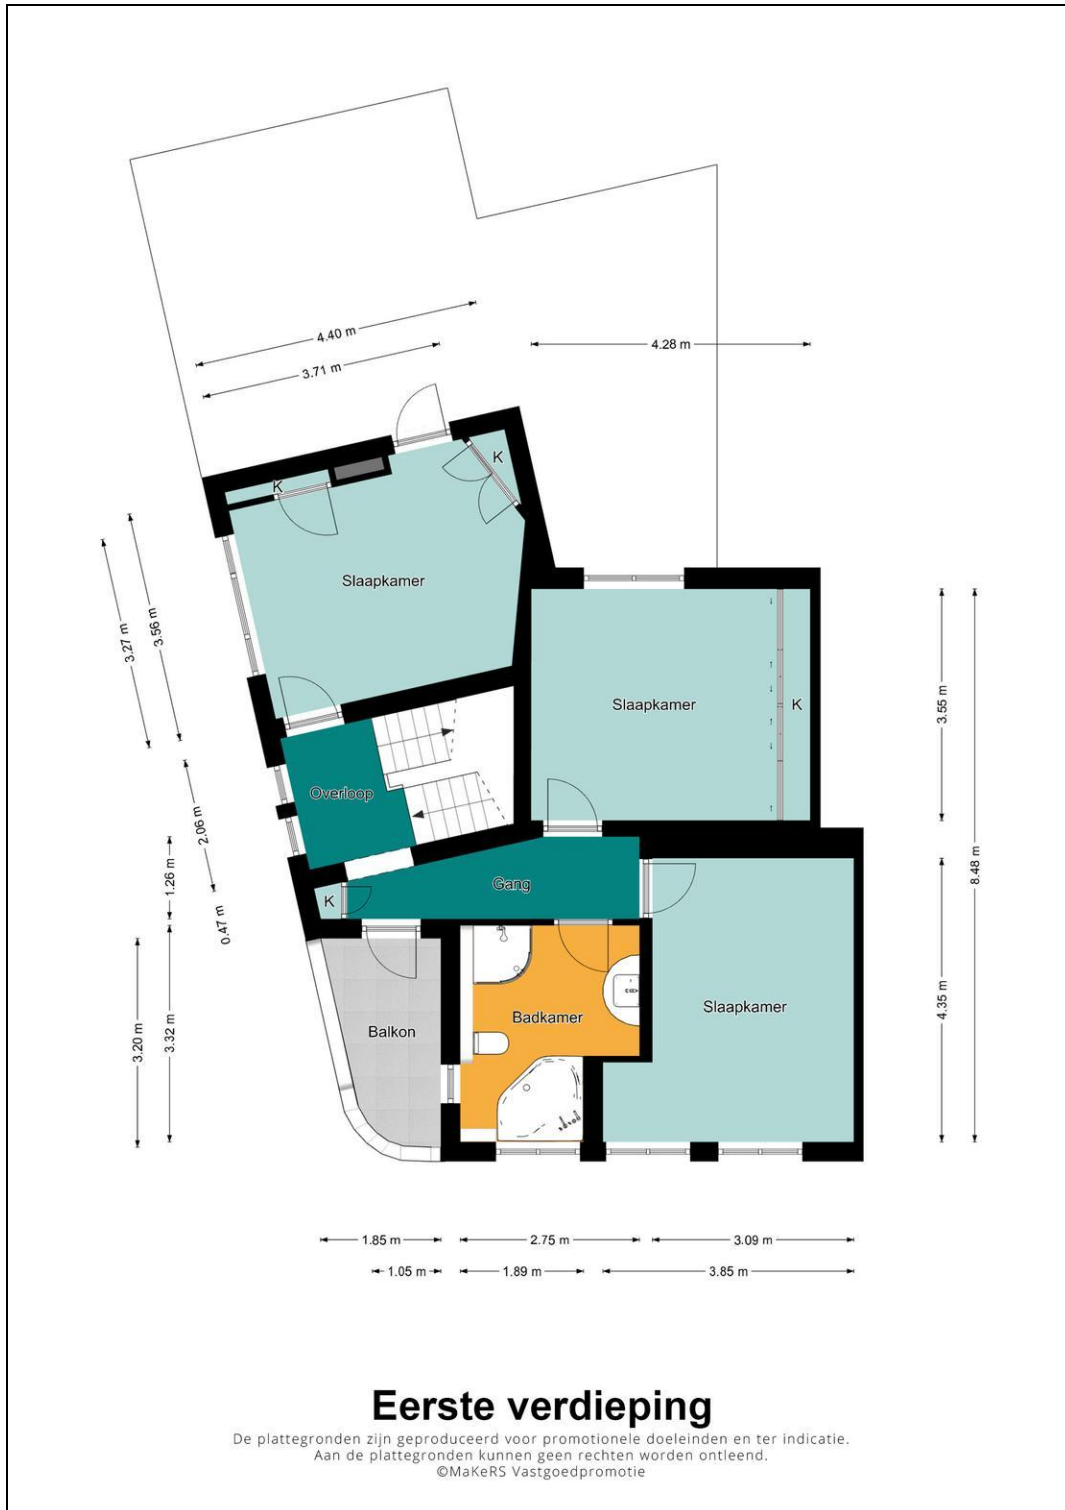 4.40 m
3.71 m
4.28 m
K
K
Slaapkamer
3.27 m
3.56 m
Slaapkamer
K
3.55 m
Overloop
2.06 m
1.26 m
0.47 m
8.48 m
Gang
K
Slaapkamer
4.35 m
Badkamer
Balkon
3.20 m
3.32 m
1.85 m
2.75 m
3.09 m
1.05 m
1.89 m
3.85 m
Eerste verdieping
De plattegronden zijn geproduceerd voor promotionele doeleinden en ter indicatie.
Aan de plattegronden kunnen geen rechten worden ontleend.
©MaKeRS Vastgoedpromotie